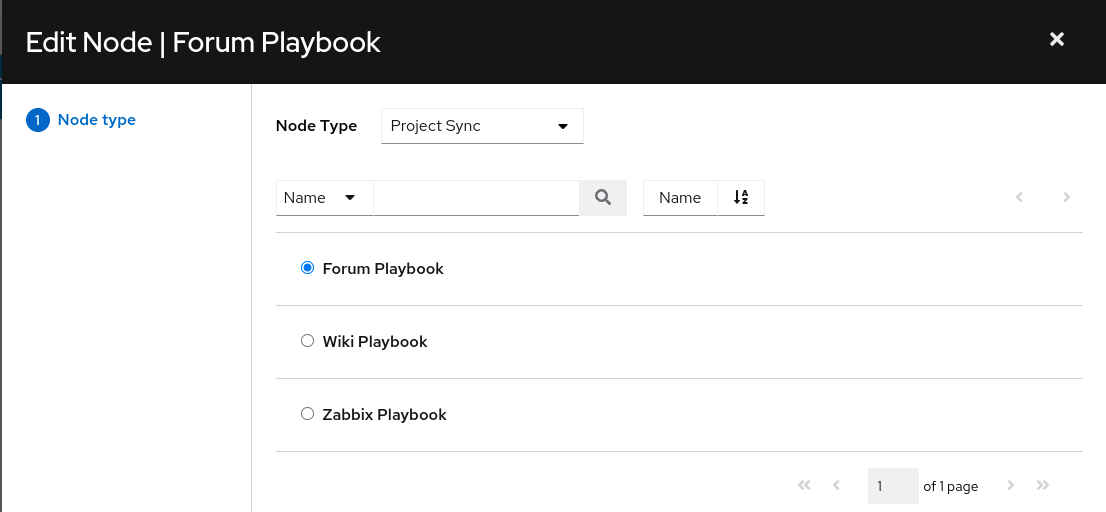 Edit Node | Forum Playbook
1 Node type
Node Type Project Sync
Name Name
Forum Playbook
Wiki Playbook
Zabbix Playbook
1 of 1 page